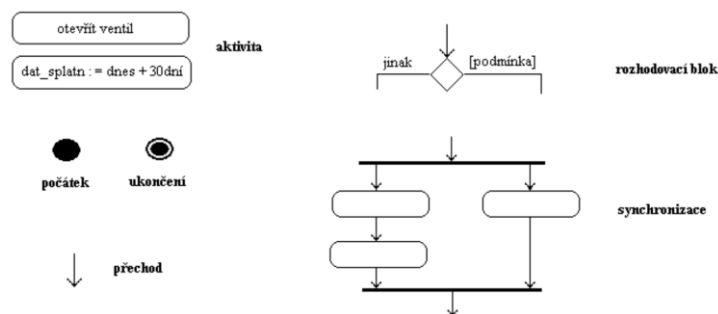 otevřít ventil
aktivita
dat_splatn : = dnes + 30dní
jinak
[podmínka]
rozhodovací blok
počátek
ukončení
synchronizace
přechod